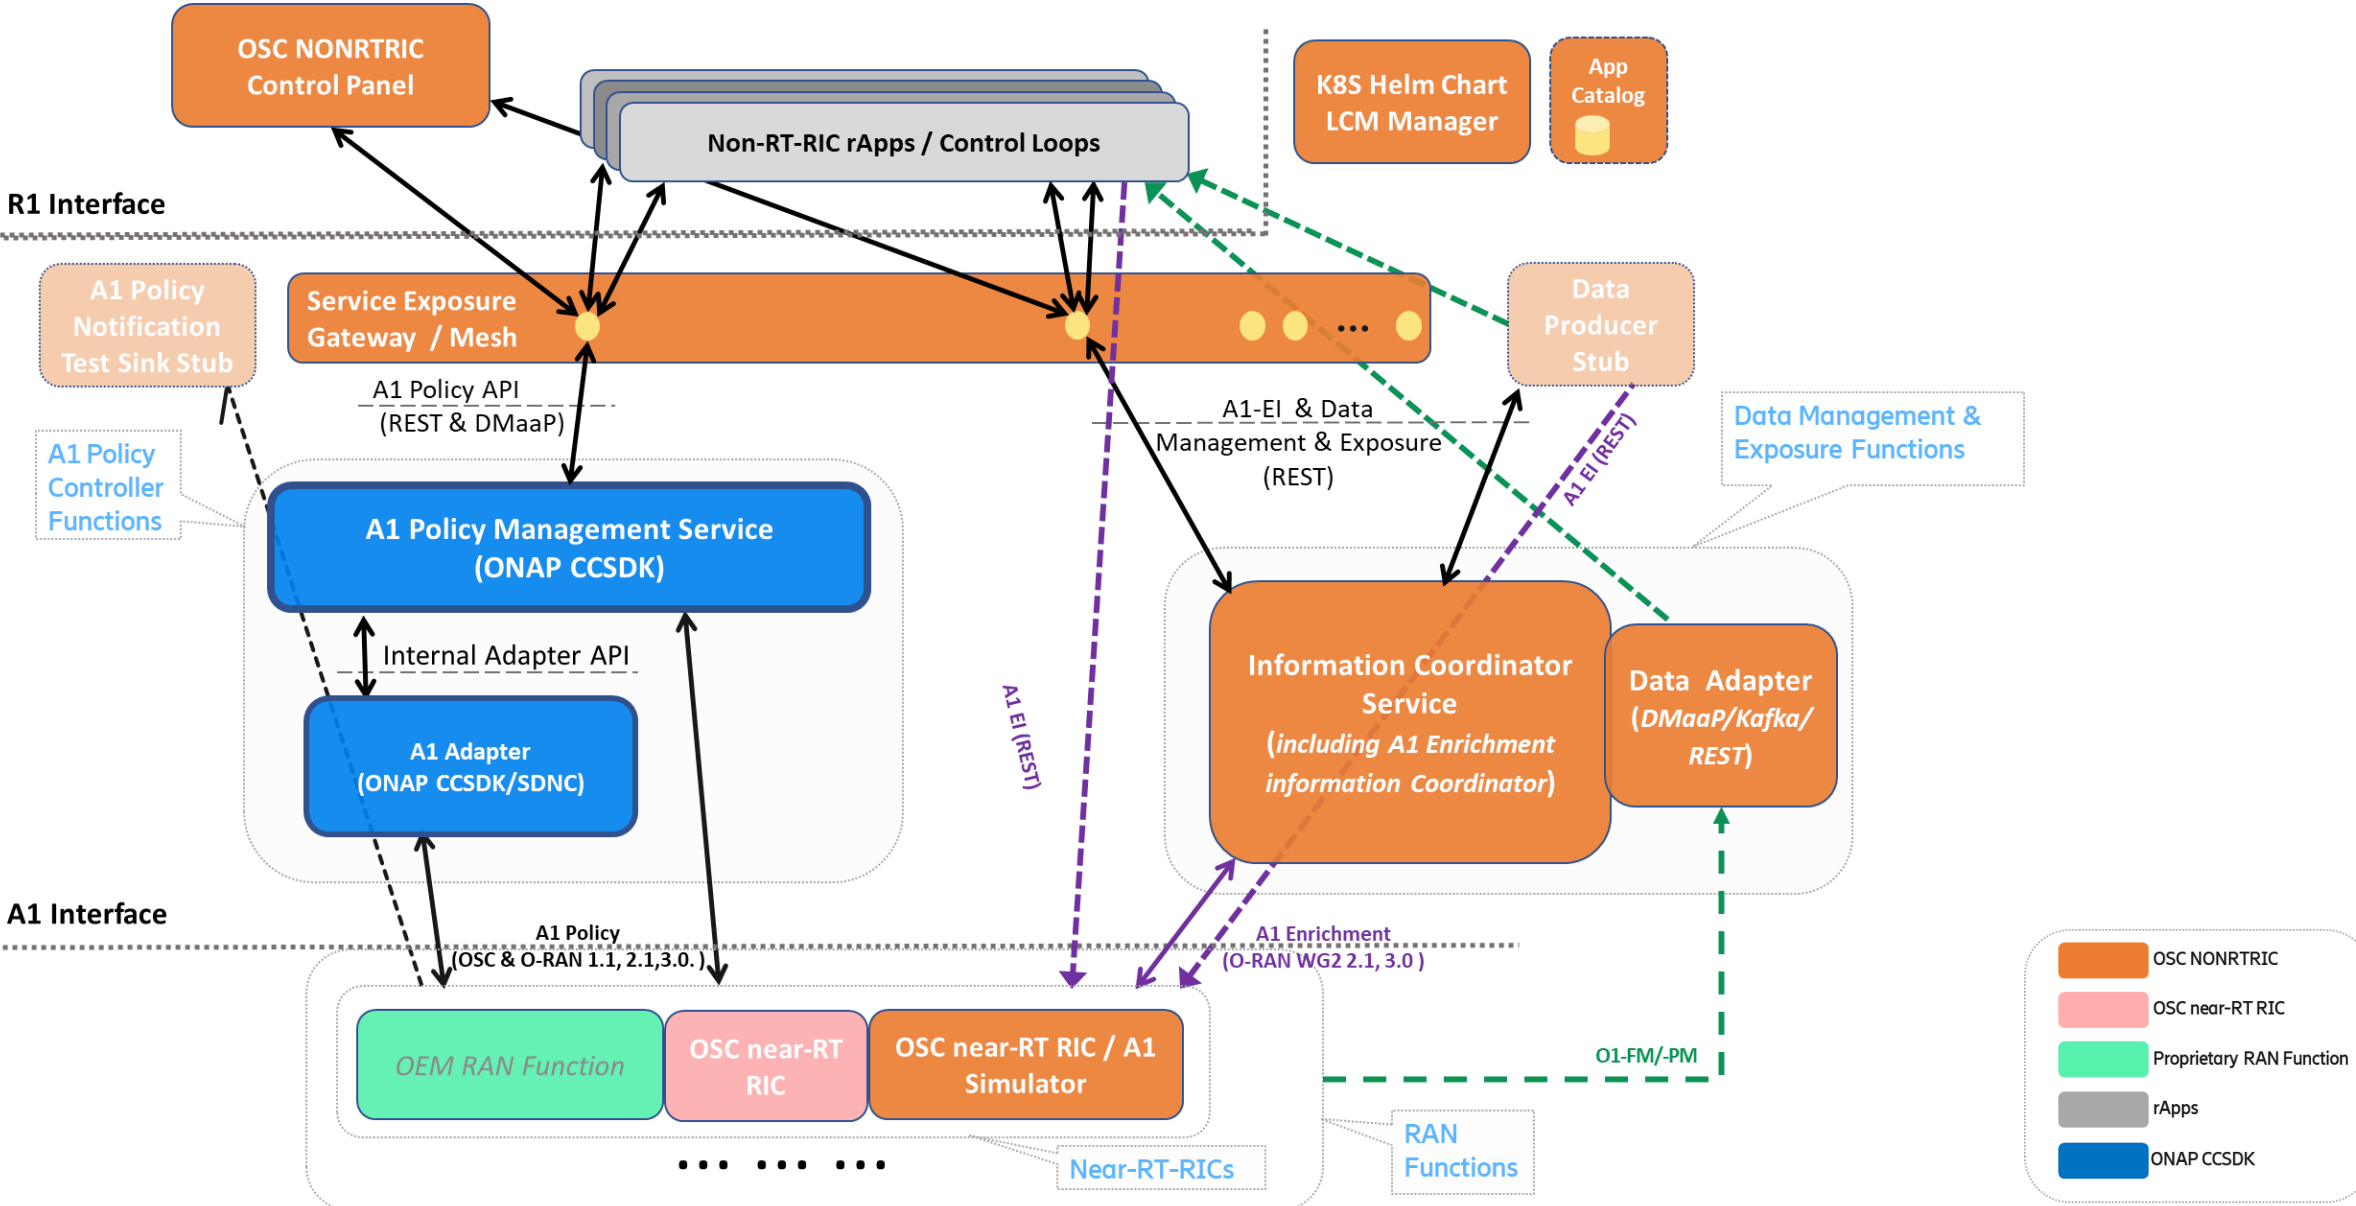 OSC NONRTRIC
Control Panel
Non-RT-RIC rApps / Control Loops
K8S Helm Chart
LCM Manager
App
Catalog
R1 Interface
A1 Policy
Notification
Test Sink Stub
Service Exposure
Gateway / Mesh
...
Data
Producer
Stub
A1 Policy API
(REST & DMaaP)
A1-EI & Data
Management & Exposure
(REST)
A1 EI (REST)
Data Management &
Exposure Functions
A1 Policy
Controller
Functions
A1 Policy Management Service
(ONAP CCSDK)
Internal Adapter API
A1 Adapter
(ONAP CCSDK/SDNC)
A1 EI (REST)
Information Coordinator
Service
(including A1 Enrichment
information Coordinator)
Data Adapter
(DMaaP/Kafka/
REST)
A1 Interface
A1 Policy
(OSC & O-RAN 1.1, 2.1,3.0. )
A1 Enrichment
(O-RAN WG2 2.1, 3.0 )
OEM RAN Function
OSC near-RT
RIC
OSC near-RT RIC / A1
Simulator
O1-FM/-PM
... ... ...
Near-RT-RICs
RAN
Functions
OSC NONRTRIC
OSC near-RT RIC
Proprietary RAN Function
rApps
ONAP CCSDK